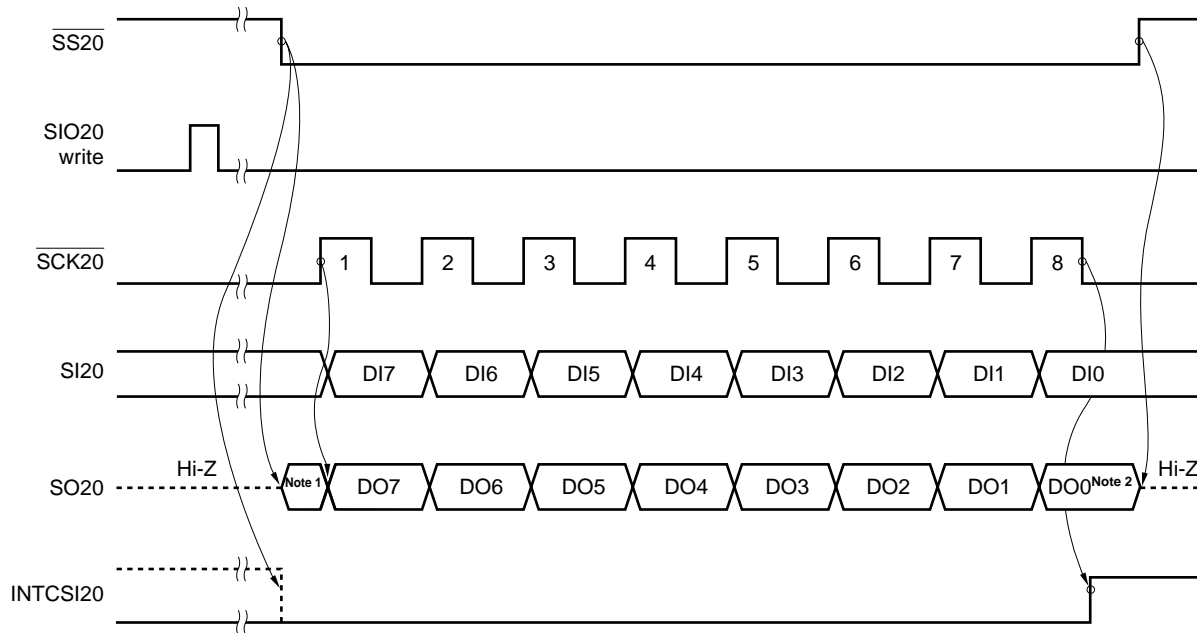 SS20
SIO20
write
SCK20
1 2 3 4 5 6 7 8
SI20
DI7 DI6 DI5 DI4 DI3 DI2 DI1 DI0
Hi-Z Hi-Z
SO20
Note 1 DO7 DO6 DO5 DO4 DO3 DO2 DO1 DO0 Note 2
INTCSI20